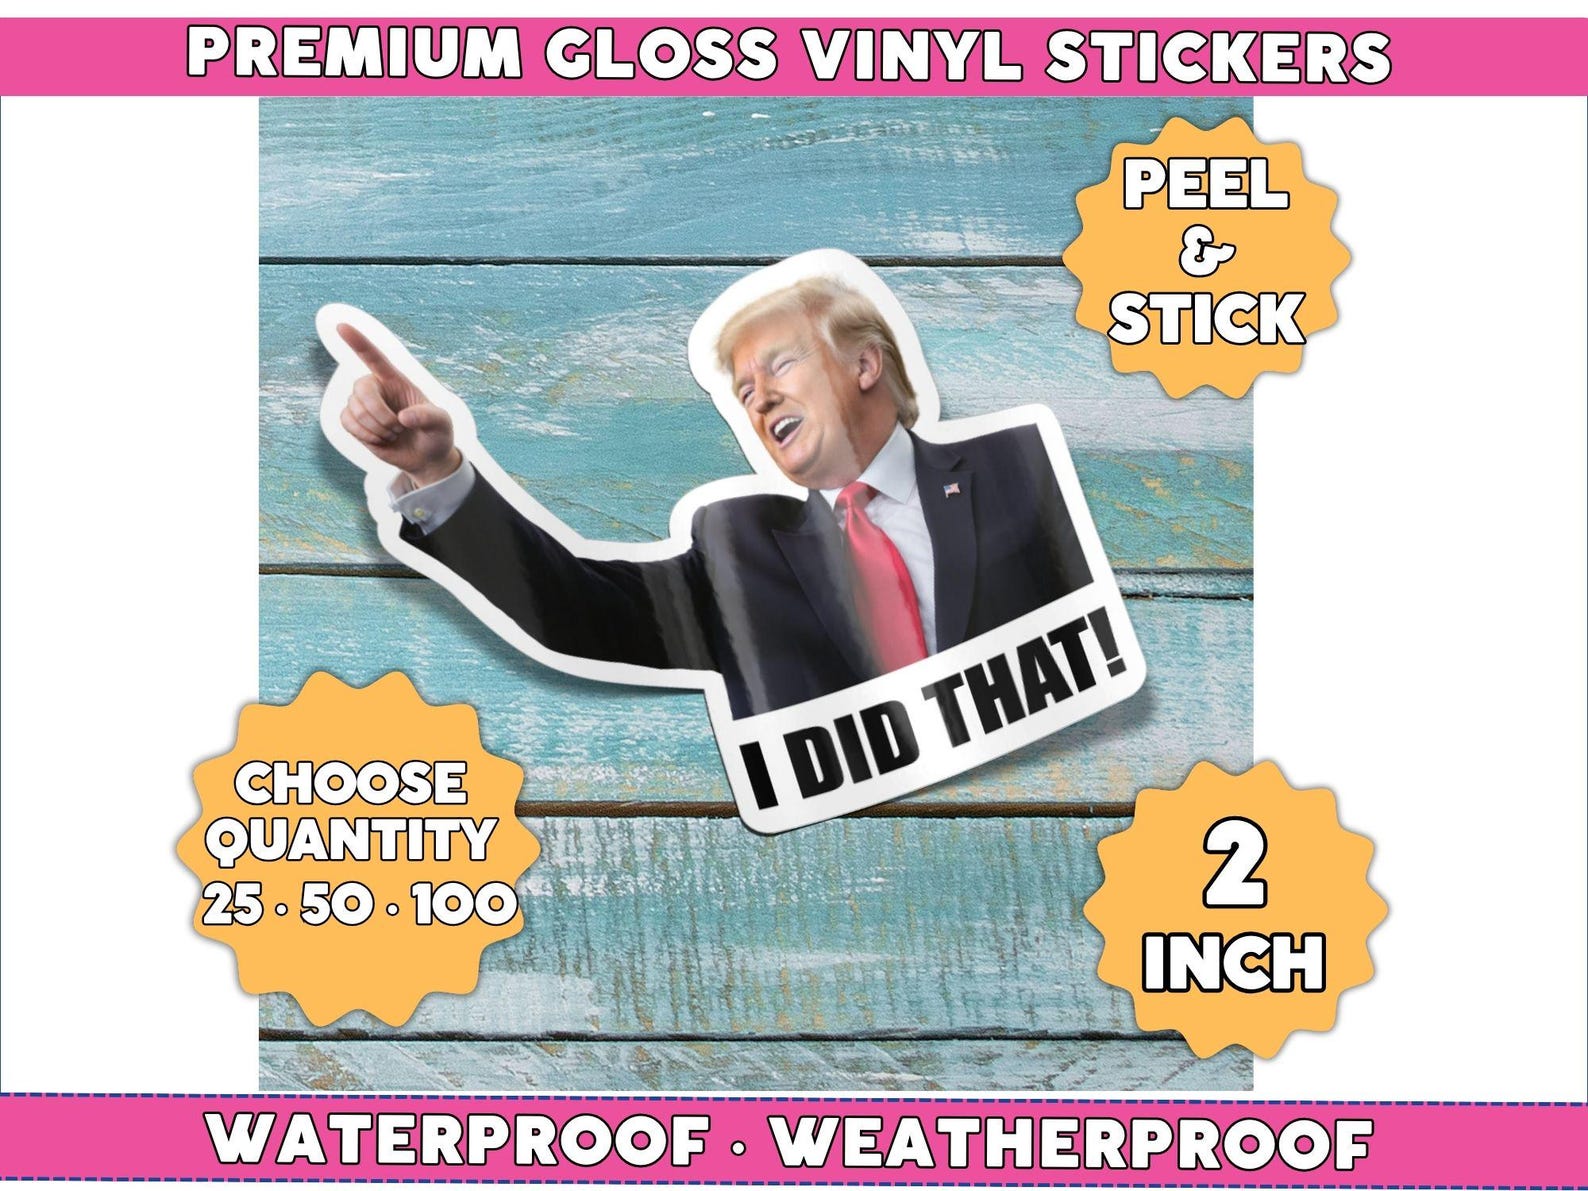 PREMIUM GLOSS VINYL STICKERS
PEEL
&
STICK
I DID THAT!
CHOOSE
QUANTITY
25 • 50 • 100
2
INCH
WATERPROOF • WEATHERPROOF